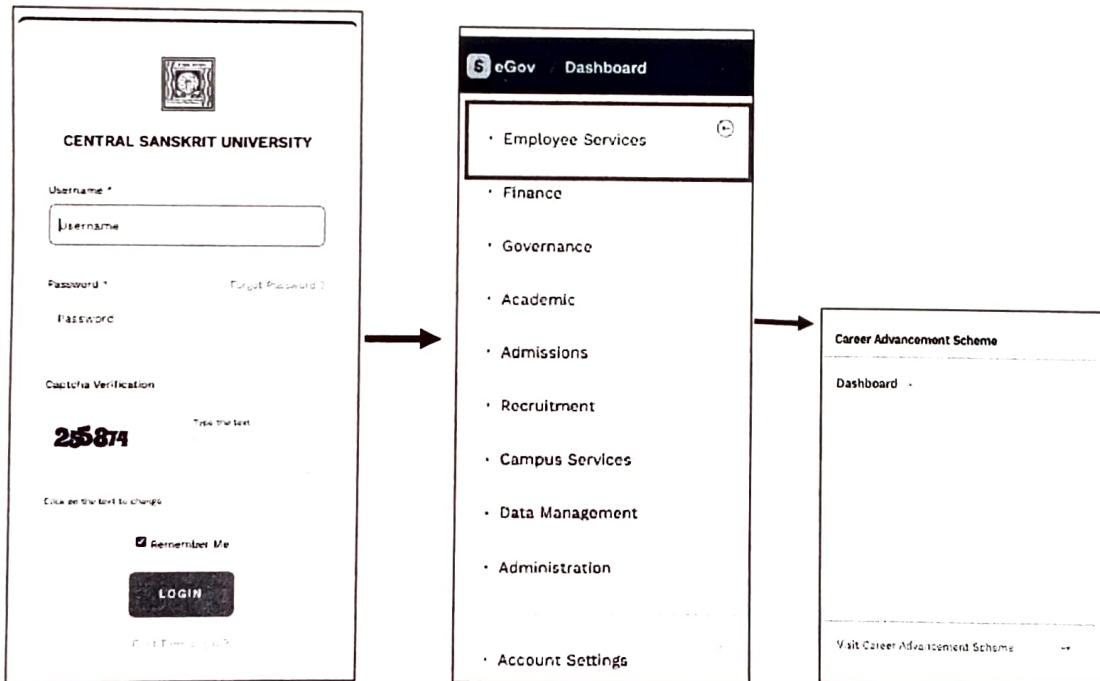 CENTRAL SANSKRIT UNIVERSITY
Username *
Username
Password *
Forgot Password ?
Password
Captcha Verification
255874
Type the text
Click on the text to change
Remember Me
LOGIN
S eGov / Dashboard
Employee Services
Finance
Governance
Academic
Admissions
Recruitment
Campus Services
Data Management
Administration
Account Settings
Career Advancement Scheme
Dashboard
Visit Career Advancement Scheme